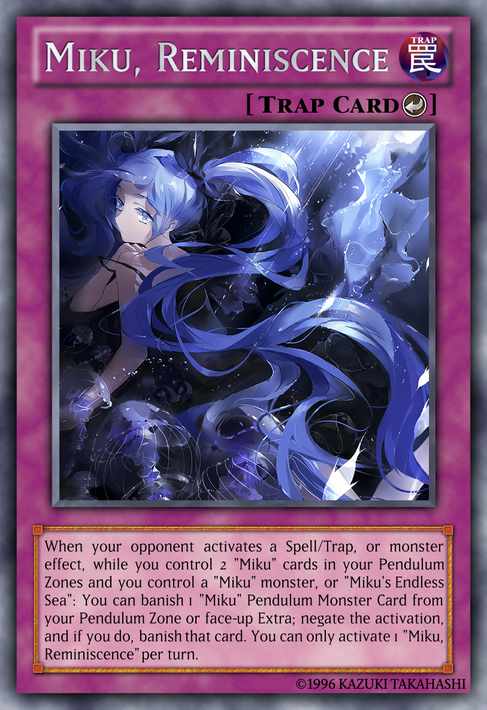 Miku, Reminiscence
TRAP
罠
[Trap Card]
When your opponent activates a Spell/Trap, or monster
effect, while you control 2 "Miku" cards in your Pendulum
Zones and you control a "Miku" monster, or "Miku's Endless
Sea": You can banish 1 "Miku" Pendulum Monster Card from
your Pendulum Zone or face-up Extra; negate the activation,
and if you do, banish that card. You can only activate 1 "Miku,
Reminiscence" per turn.
©1996 KAZUKI TAKAHASHI